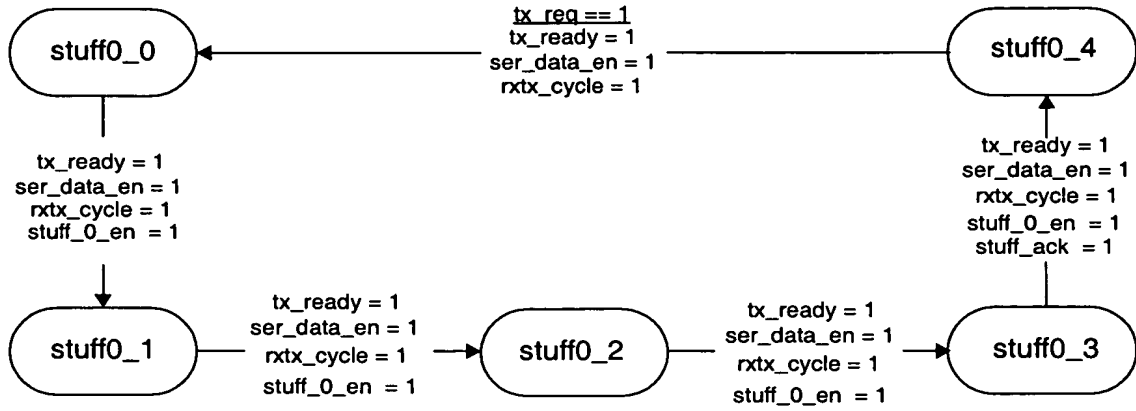 stuff0_0
tx_req == 1
tx_ready = 1
ser_data_en = 1
rxtx_cycle = 1
stuff0_4
tx_ready = 1
ser_data_en = 1
rxtx_cycle = 1
stuff_0_en = 1
tx_ready = 1
ser_data_en = 1
rxtx_cycle = 1
stuff_0_en = 1
stuff_ack = 1
stuff0_1
tx_ready = 1
ser_data_en = 1
rxtx_cycle = 1
stuff_0_en = 1
stuff0_2
tx_ready = 1
ser_data_en = 1
rxtx_cycle = 1
stuff_0_en = 1
stuff0_3